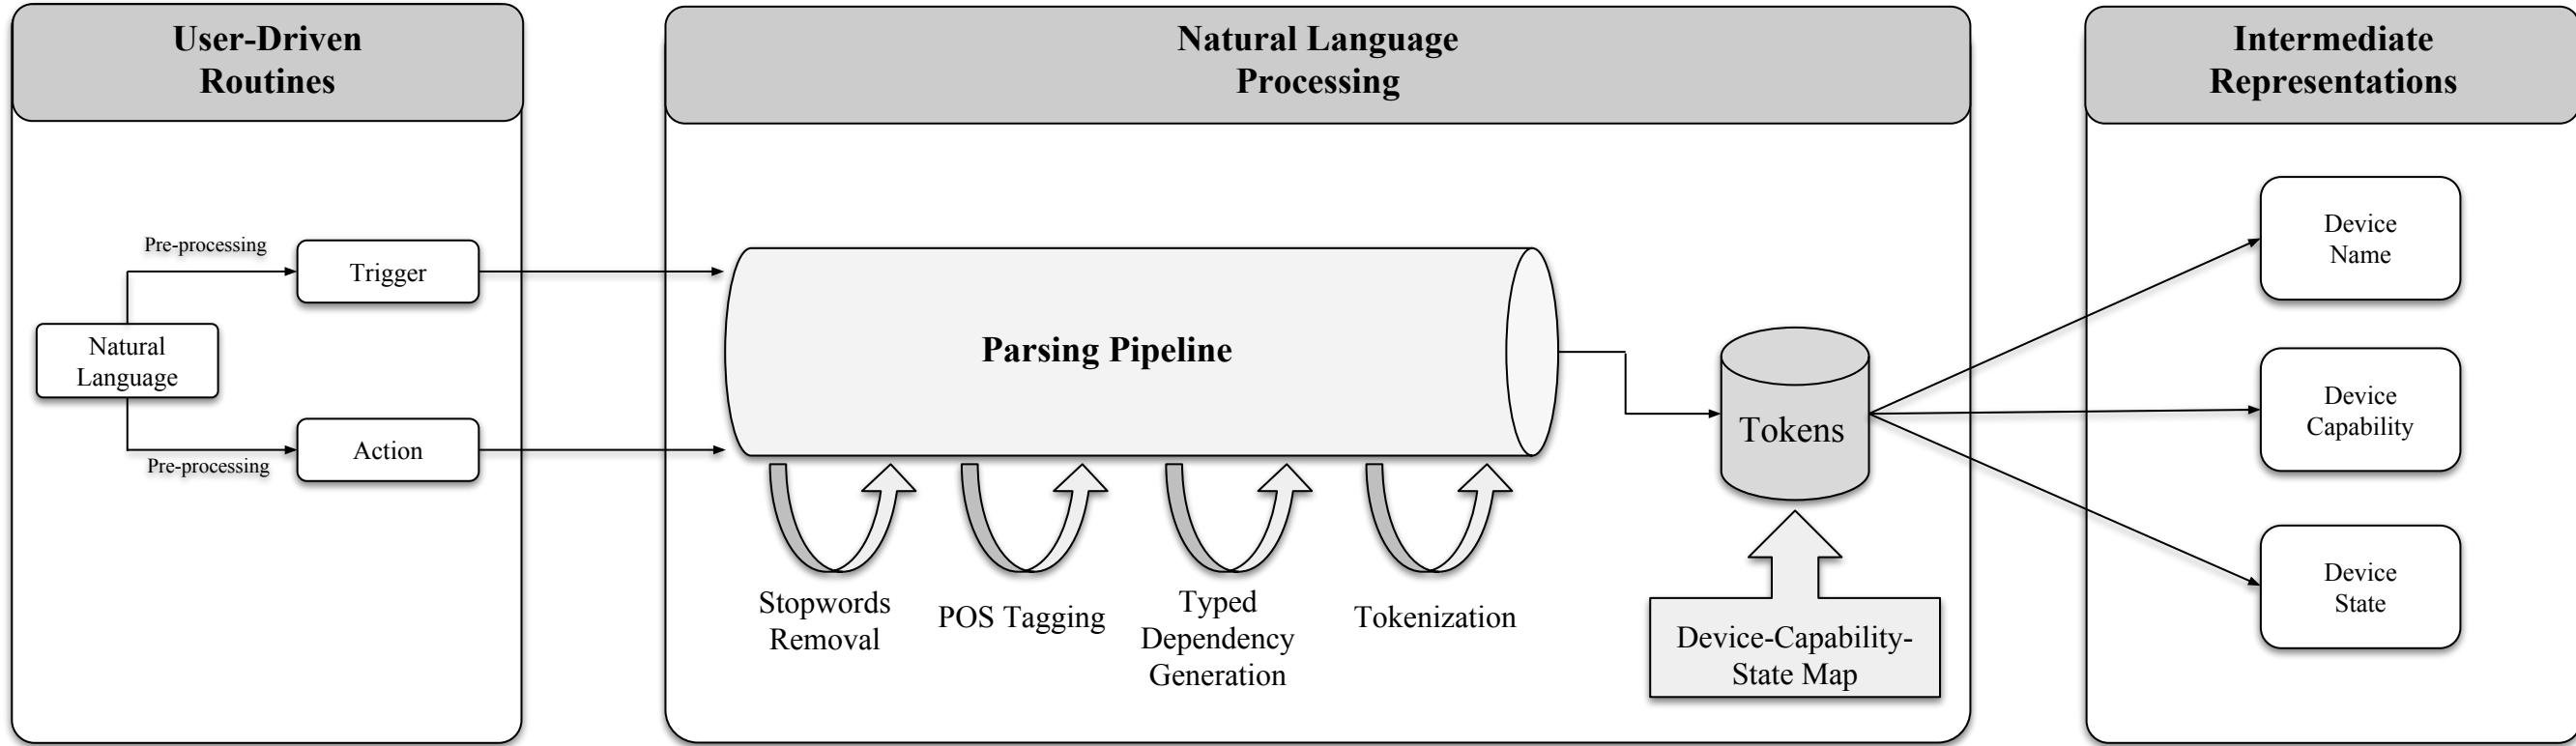 User-Driven
Routines
Natural Language
Processing
Intermediate
Representations
Pre-processing
Trigger
Natural
Language
Pre-processing
Action
Parsing Pipeline
Stopwords
Removal
POS Tagging
Typed
Dependency
Generation
Tokenization
Tokens
Device-Capability-
State Map
Device
Name
Device
Capability
Device
State